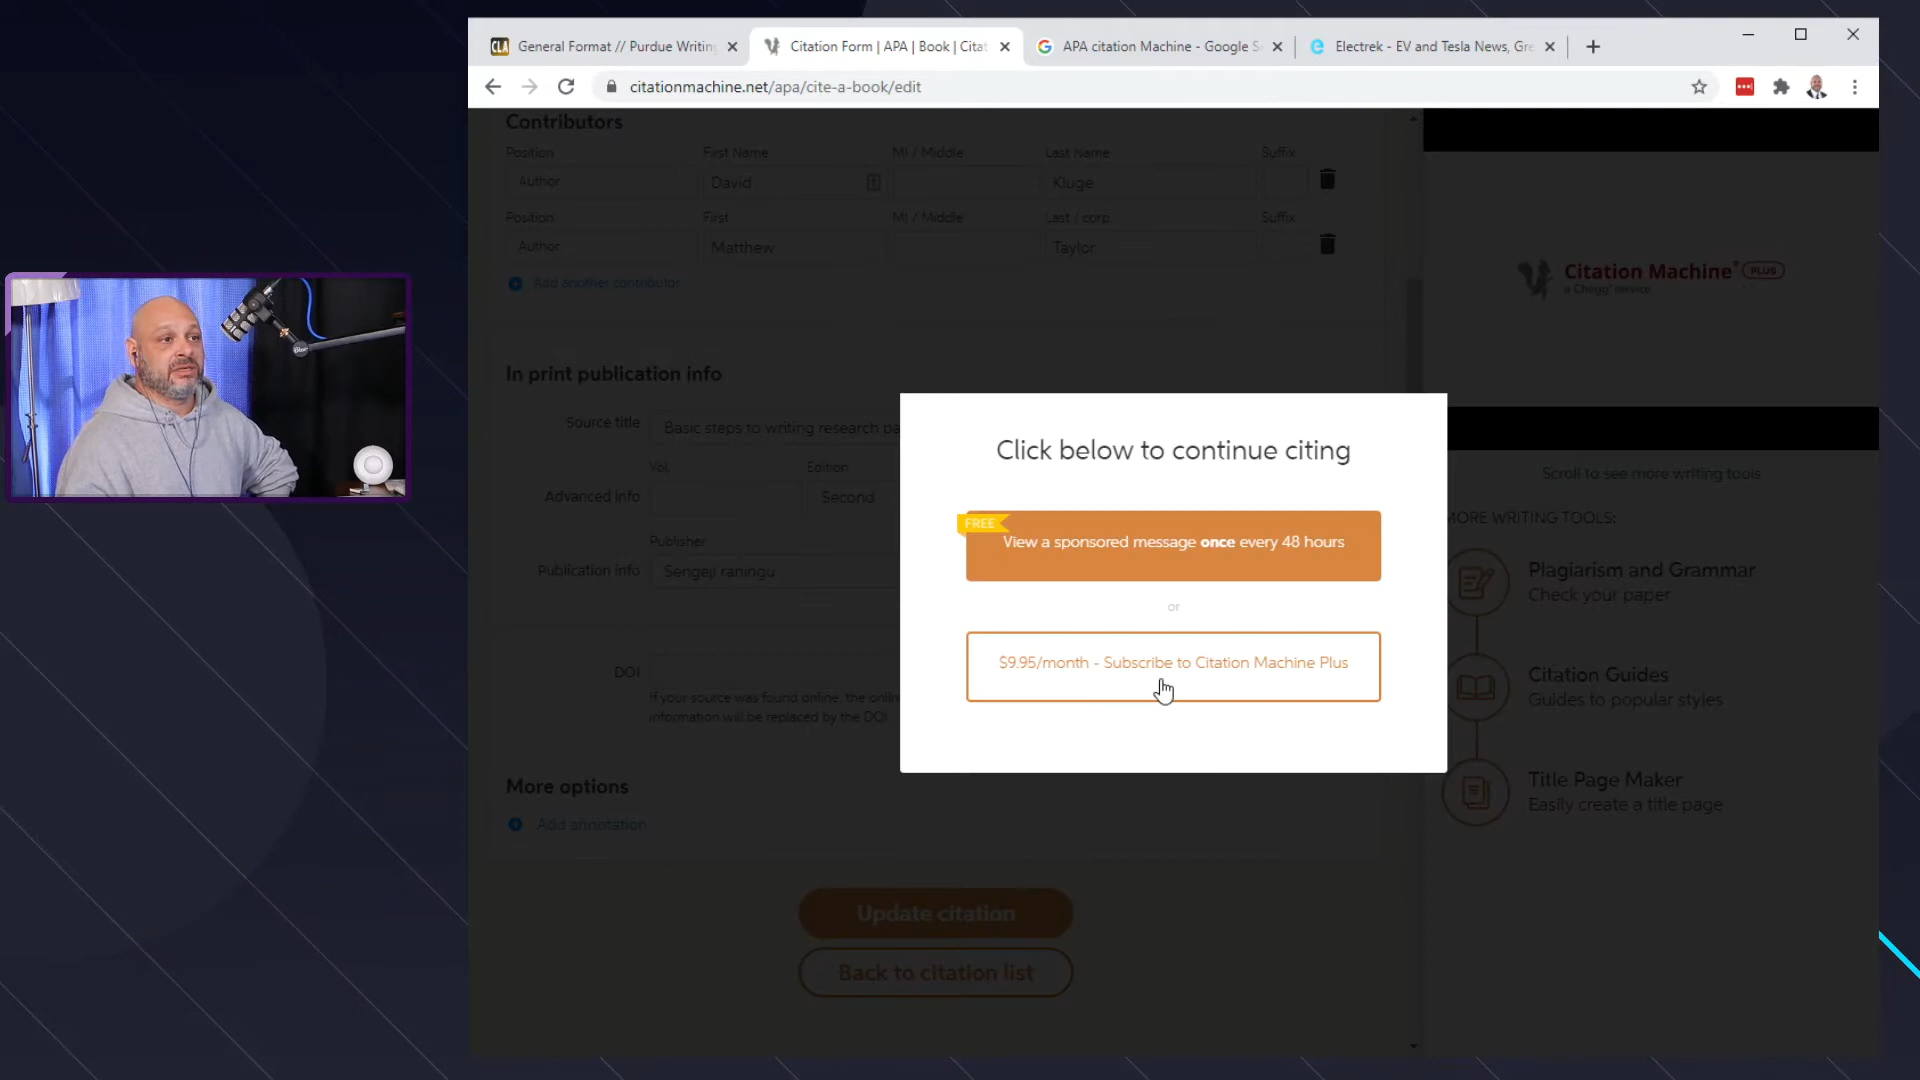 CLA General Format // Purdue Writing
Citation Form | APA | Book | Citat
G APA citation Machine - Google S
e Electrek - EV and Tesla News, Gre
citationmachine.net/apa/cite-a-book/edit
Contributors
Position First Name MI / Middle Last Name Suffix
Author David Kluge
Position First MI / Middle Last / corp. Suffix
Author Matthew Taylor
Add another contributor
In print publication info
Source title Basic steps to writing research pa
Vol. Edition
Advanced info Second
Publisher
Publication info Sengeji raningu
DOI
If your source was found online, the onlin
information will be replaced by the DOI
More options
Add annotation
Update citation
Back to citation list
Click below to continue citing
FREE
View a sponsored message once every 48 hours
or
$9.95/month - Subscribe to Citation Machine Plus
Citation Machine® PLUS
a Chegg® service
Scroll to see more writing tools
MORE WRITING TOOLS:
Plagiarism and Grammar
Check your paper
Citation Guides
Guides to popular styles
Title Page Maker
Easily create a title page